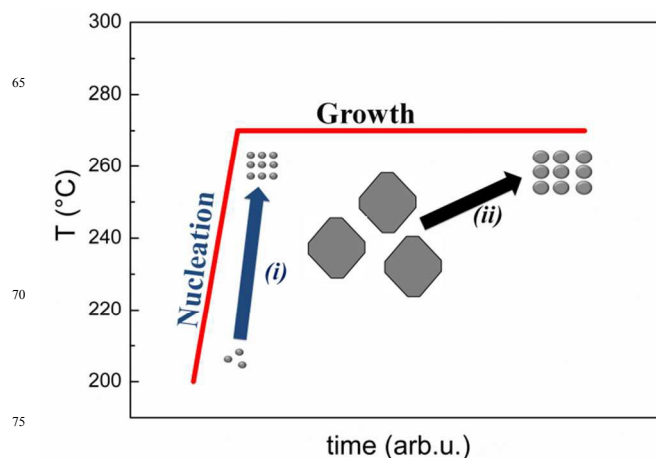 65
70
75
300
280
260
240
220
200
T (°C)
Nucleation
Growth
(i)
(ii)
time (arb.u.)